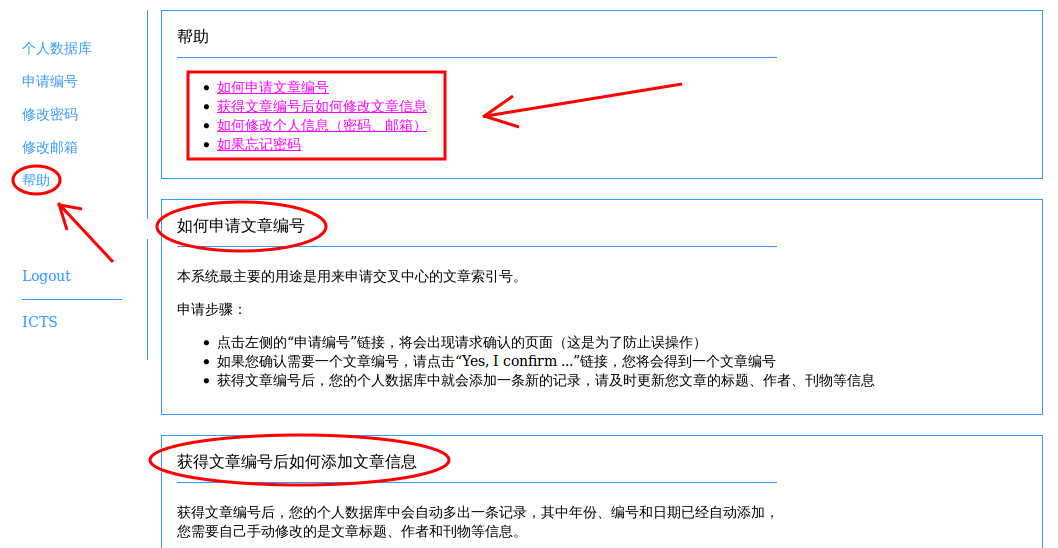 个人数据库
申请编号
修改密码
修改邮箱
帮助
Logout
ICTS
帮助
如何申请文章编号
获得文章编号后如何修改文章信息
如何修改个人信息（密码、邮箱）
如果忘记密码
如何申请文章编号
本系统最主要的用途是用来申请交叉中心的文章索引号。
申请步骤：
点击左侧的“申请编号”链接，将会出现请求确认的页面（这是为了防止误操作）
如果您确认需要一个文章编号，请点击“Yes, I confirm ...”链接，您将会得到一个文章编号
获得文章编号后，您的个人数据库中就会添加一条新的记录，请及时更新您文章的标题、作者、刊物等信息
获得文章编号后如何添加文章信息
获得文章编号后，您的个人数据库中会自动多出一条记录，其中年份、编号和日期已经自动添加，
您需要自己手动修改的是文章标题、作者和刊物等信息。